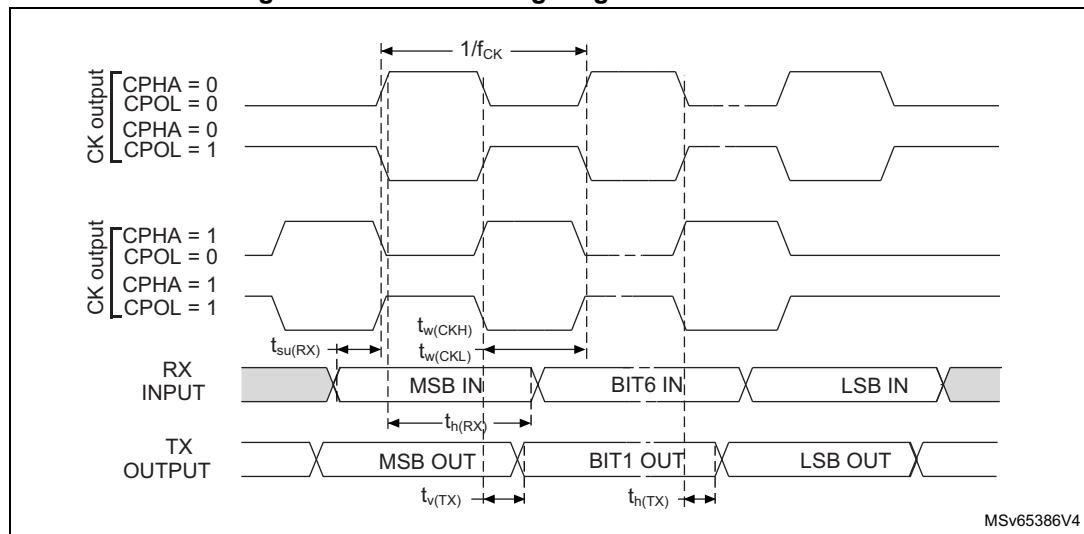 1/fCK
CK output
CPHA = 0
CPOL = 0
CPHA = 0
CPOL = 1
CK output
CPHA = 1
CPOL = 0
CPHA = 1
CPOL = 1
tw(CKH)
tsu(RX)
tw(CKL)
RX
INPUT
MSB IN
BIT6 IN
LSB IN
th(RX)
TX
OUTPUT
MSB OUT
BIT1 OUT
LSB OUT
tv(TX)
th(TX)
MSv65386V4